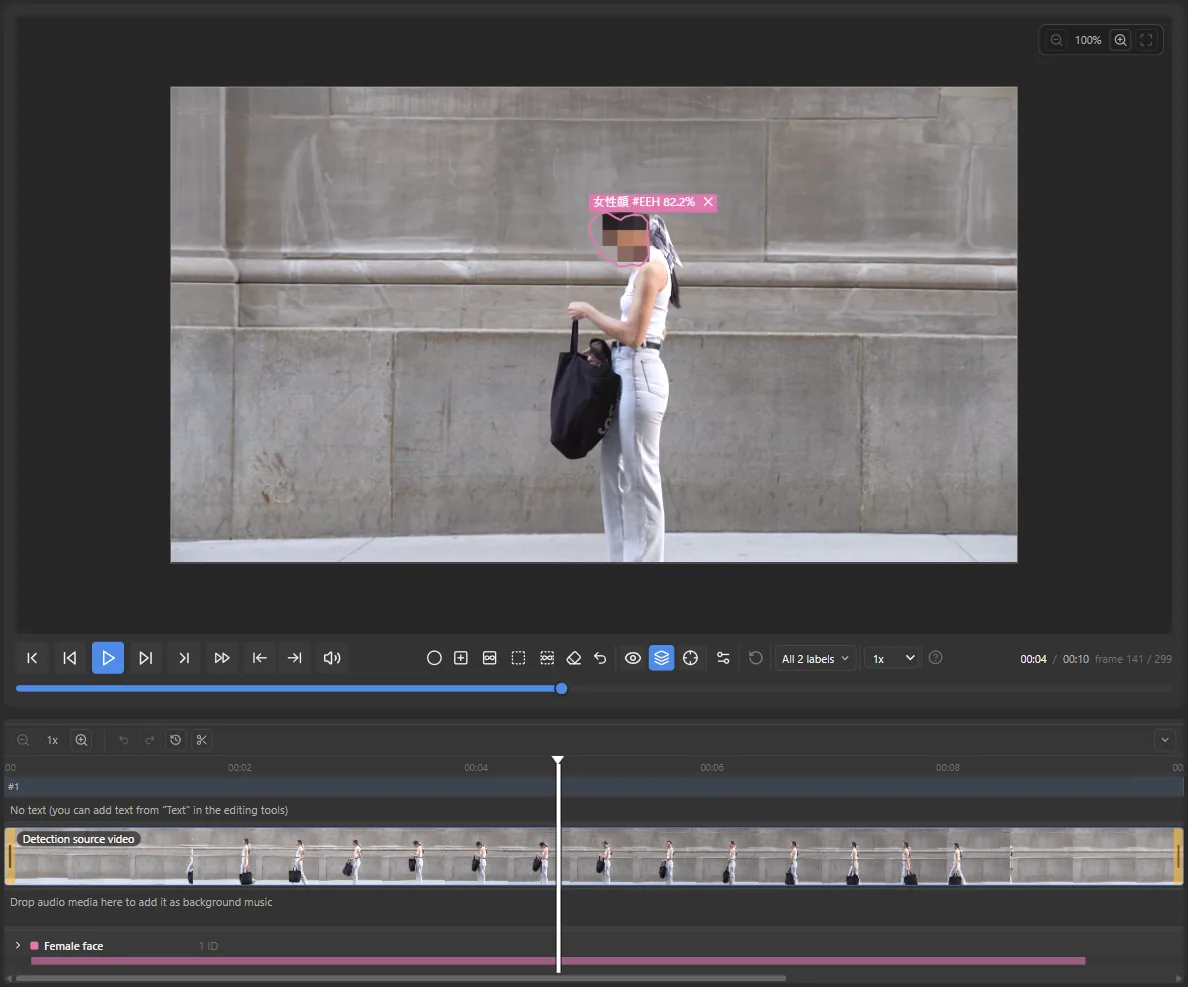 100%
女性顔 #EEH 82.2%
All 2 labels
1x
00:04 / 00:10 frame 141 / 299
1x
:00 00:02 00:04 00:06 00:08 00
#1
No text (you can add text from "Text" in the editing tools)
Detection source video
Drop audio media here to add it as background music
Female face 1 ID